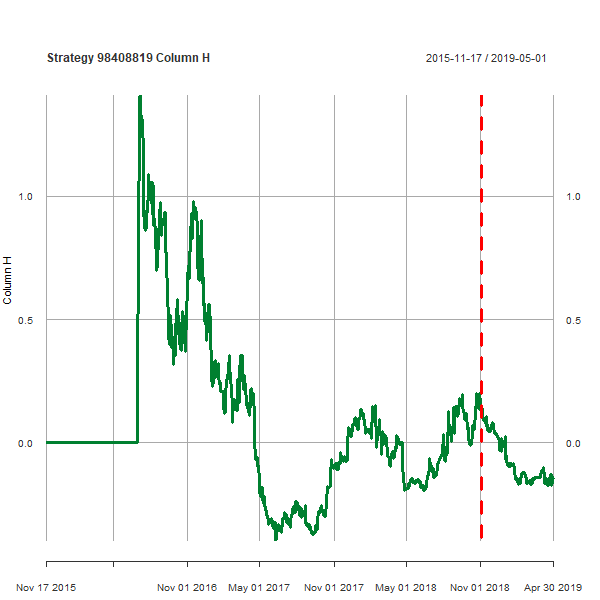 Strategy 98408819 Column H 2015-11-17 / 2019-05-01
Column H
1.0 1.0
0.5 0.5
0.0 0.0
Nov 17 2015 Nov 01 2016 May 01 2017 Nov 01 2017 May 01 2018 Nov 01 2018 Apr 30 2019